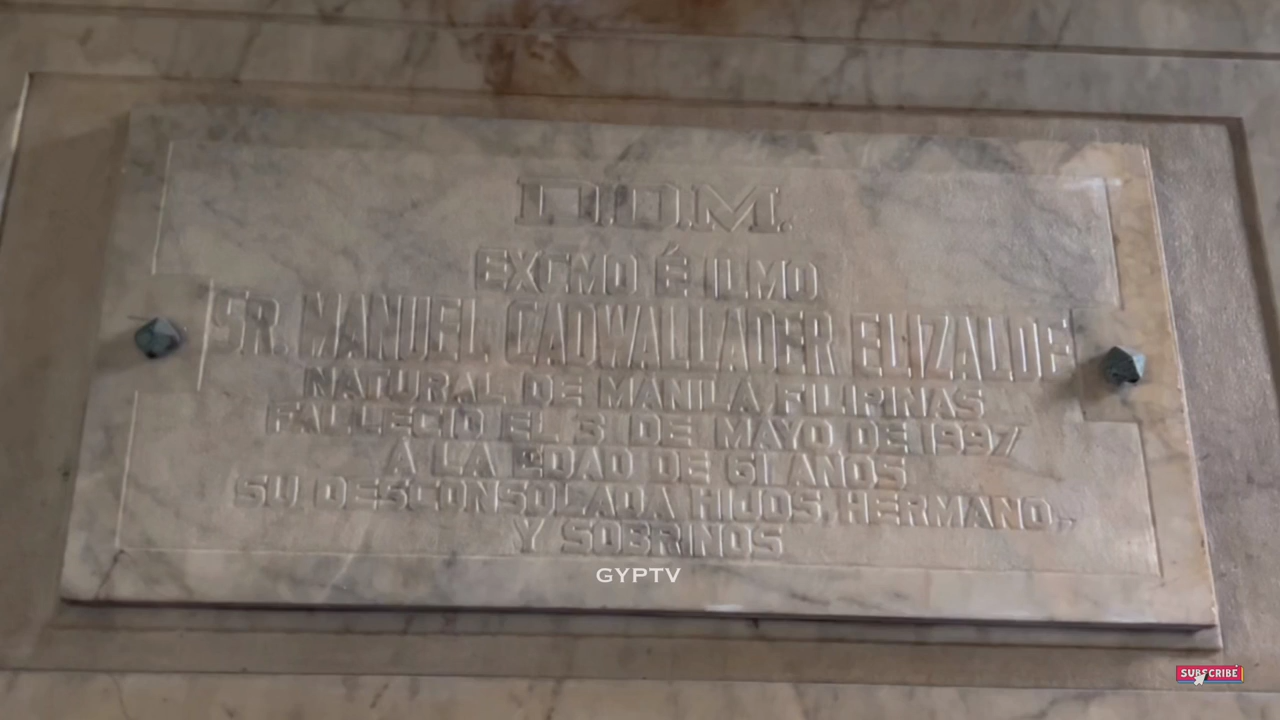 D.O.M.
EXCMO É ILMO
SR. MANUEL CADWALLADER ELIZALDE
NATURAL DE MANILA FILIPINAS
FALLECIO EL 3 DE MAYO DE 1997
A LA EDAD DE 61 AÑOS
SU DESCONSOLADA HIJOS, HERMANO,
Y SOBRINOS
GYPTV
SUBSCRIBE